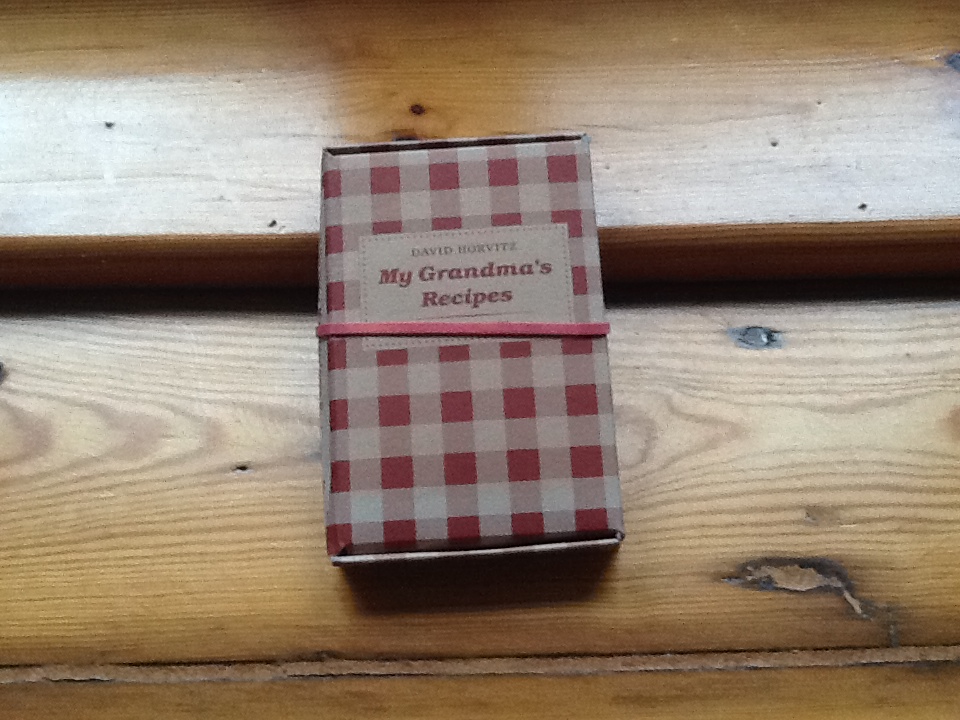 DAVID HORVITZ
My Grandma's
Recipes